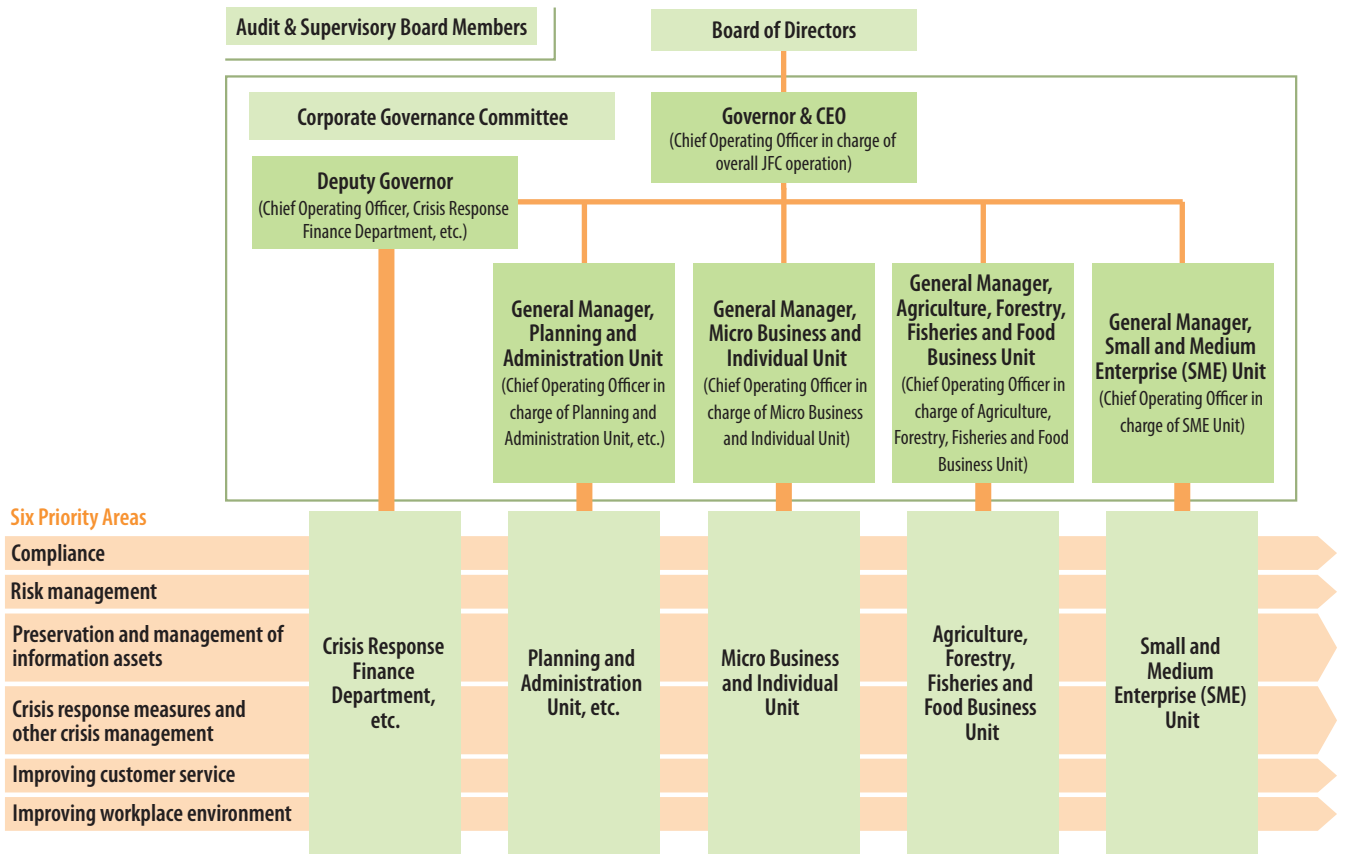 Audit & Supervisory Board Members
Board of Directors
Corporate Governance Committee
Governor & CEO
(Chief Operating Officer in charge of
overall JFC operation)
Deputy Governor
(Chief Operating Officer, Crisis Response
Finance Department, etc.)
General Manager,
Planning and
Administration Unit
(Chief Operating Officer in
charge of Planning and
Administration Unit, etc.)
General Manager,
Micro Business and
Individual Unit
(Chief Operating Officer in
charge of Micro Business
and Individual Unit)
General Manager,
Agriculture, Forestry,
Fisheries and Food
Business Unit
(Chief Operating Officer in
charge of Agriculture,
Forestry, Fisheries and Food
Business Unit)
General Manager,
Small and Medium
Enterprise (SME) Unit
(Chief Operating Officer in
charge of SME Unit)
Six Priority Areas
Compliance
Risk management
Preservation and management of
information assets
Crisis response measures and
other crisis management
Improving customer service
Improving workplace environment
Crisis Response
Finance
Department,
etc.
Planning and
Administration
Unit, etc.
Micro Business
and Individual
Unit
Agriculture,
Forestry,
Fisheries and
Food Business
Unit
Small and
Medium
Enterprise (SME)
Unit